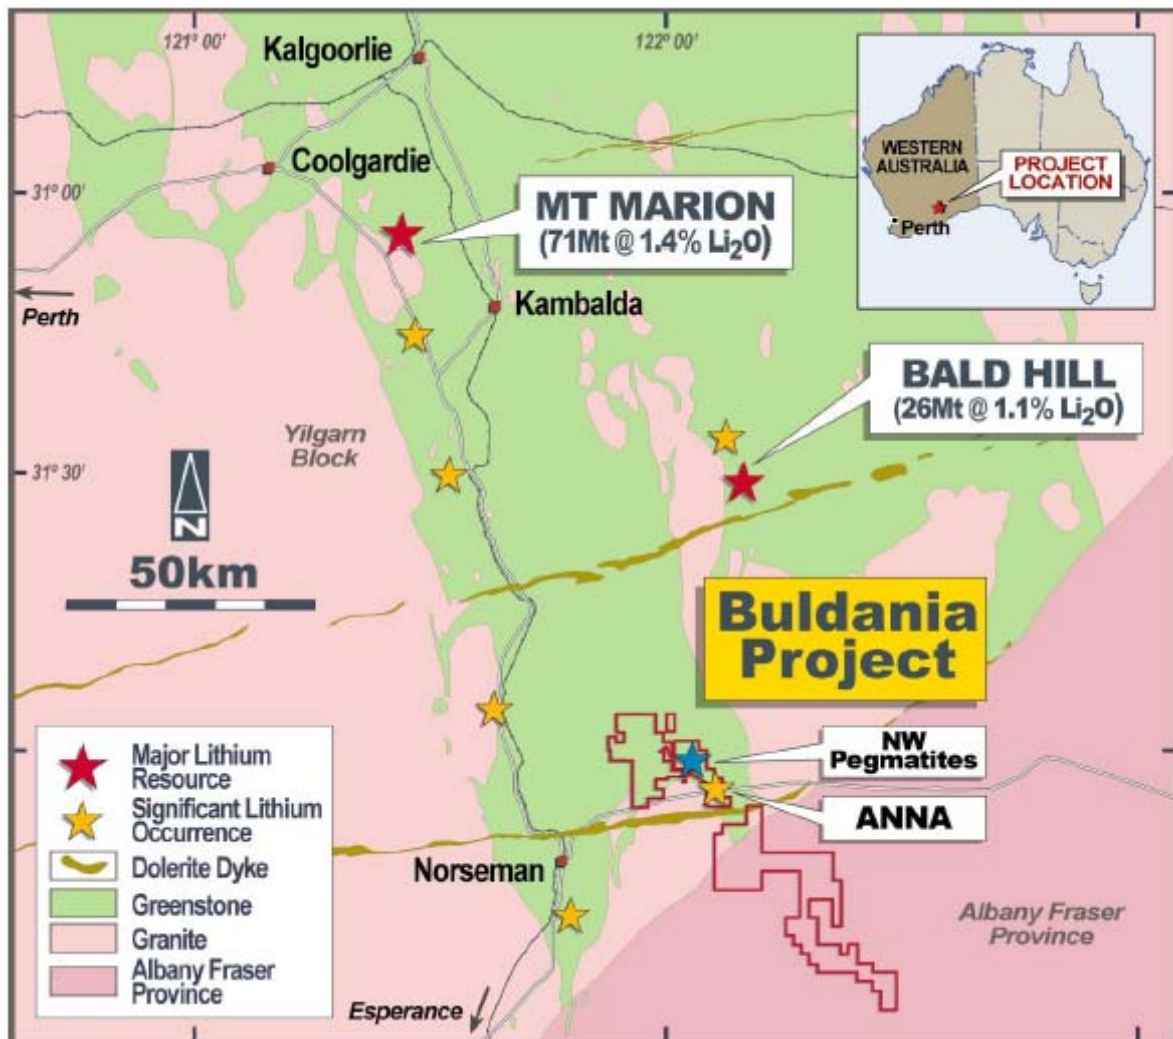 121° 00'
122° 00'
Kalgoorlie
Coolgardie
31° 00'
MT MARION
(71Mt @ 1.4% Li₂O)
WESTERN
AUSTRALIA
PROJECT
LOCATION
Perth
Perth
Kambalda
BALD HILL
(26Mt @ 1.1% Li₂O)
Yilgarn
Block
31° 30'
N
50km
Buldania
Project
NW
Pegmatites
ANNA
Norseman
Albany Fraser
Province
Esperance
Major Lithium
Resource
Significant Lithium
Occurrence
Dolerite Dyke
Greenstone
Granite
Albany Fraser
Province